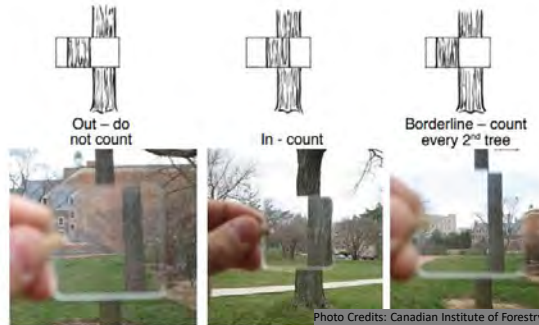 Out – do
not count
In - count
Borderline – count
every 2nd tree
Photo Credits: Canadian Institute of Forestry